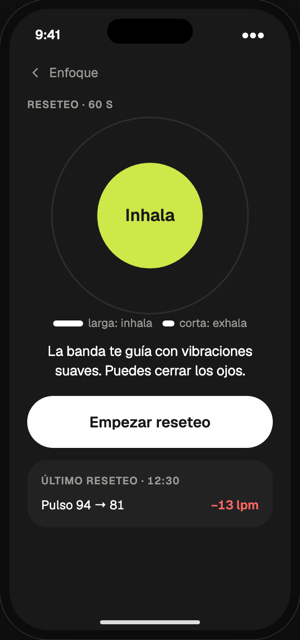 9:41
Enfoque
RESETEO · 60 S
Inhala
larga: inhala corta: exhala
La banda te guía con vibraciones
suaves. Puedes cerrar los ojos.
Empezar reseteo
ÚLTIMO RESETEO · 12:30
Pulso 94 → 81 −13 lpm